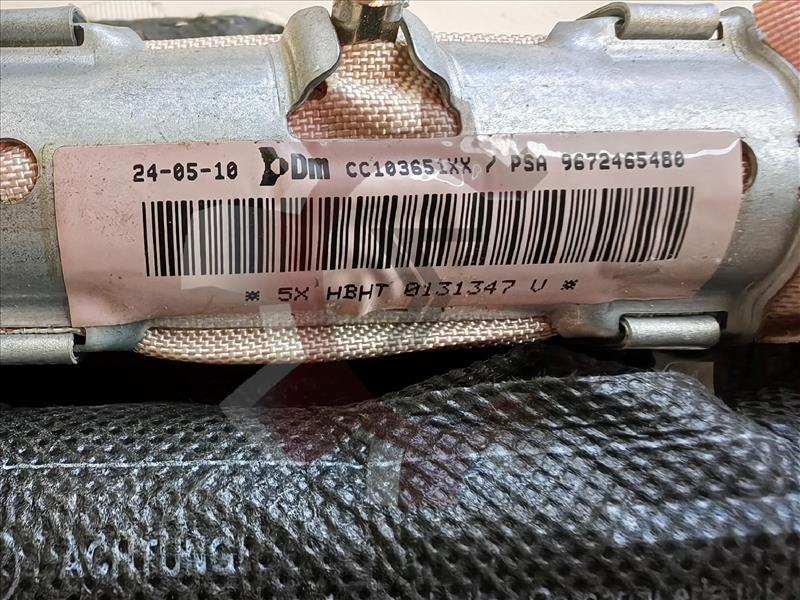 24-05-10 Dm CC103651XX / PSA 9672465480
* 5X HBHT 0131347 V *
ACHTUNG